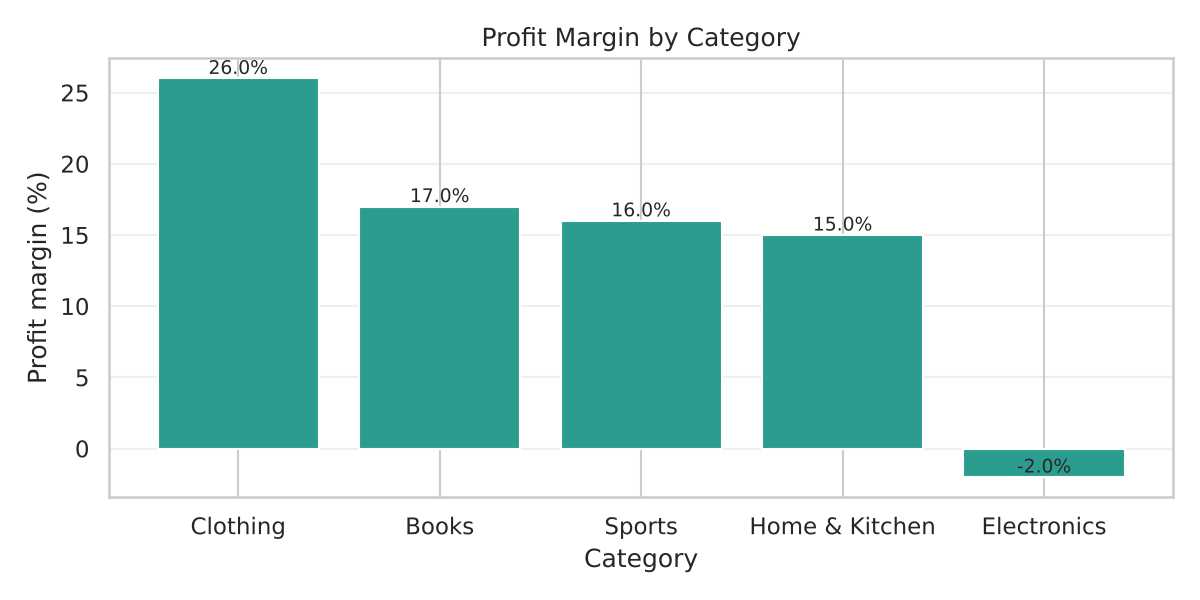 Profit Margin by Category
Profit margin (%)
25
20
15
10
5
0
26.0%
17.0%
16.0%
15.0%
-2.0%
Clothing
Books
Sports
Home & Kitchen
Electronics
Category